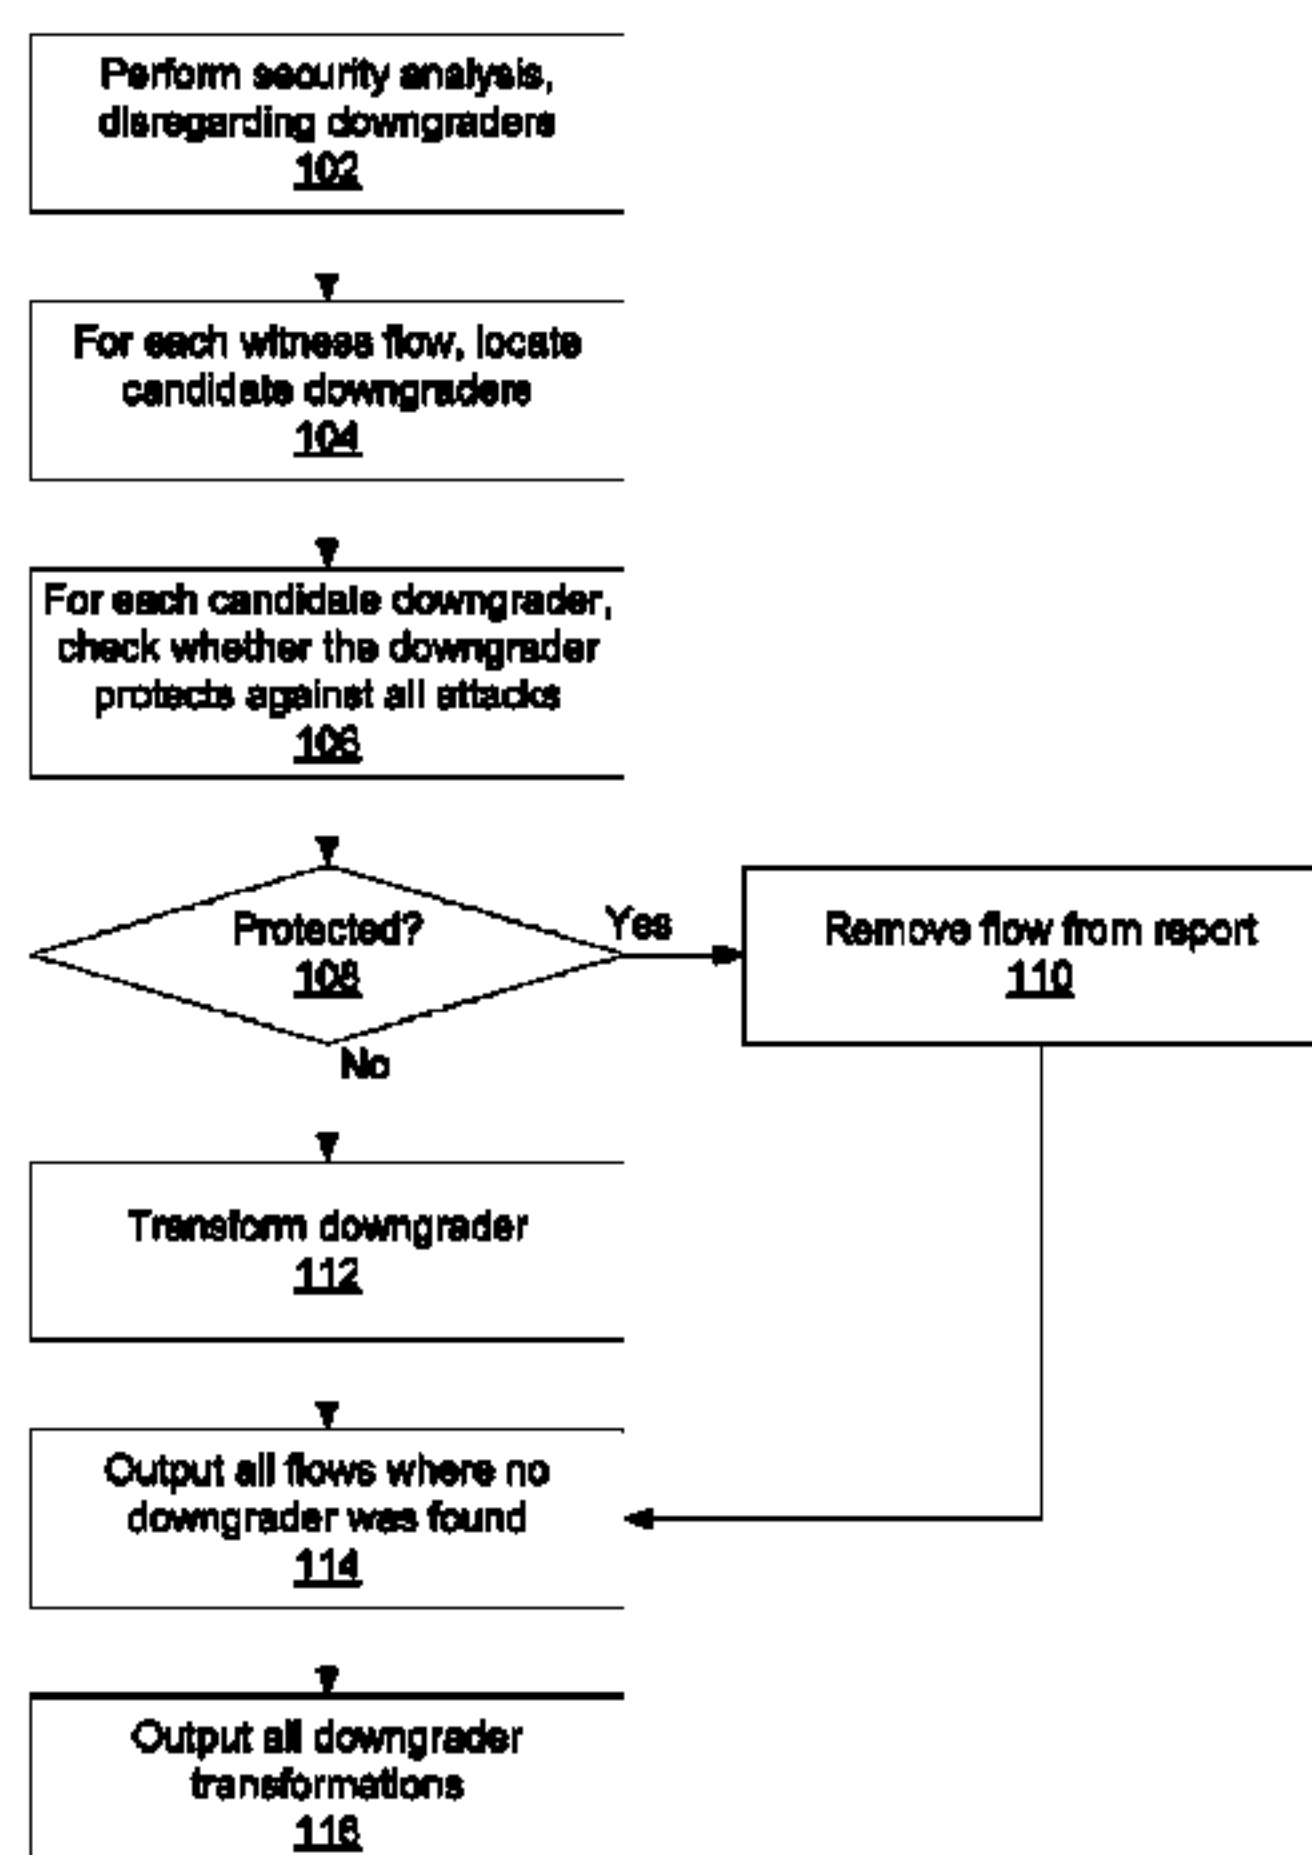 Perform security analysis,
disregarding downgraders
102
For each witness flow, locate
candidate downgraders
104
For each candidate downgrader,
check whether the downgrader
protects against all attacks
106
Protected?
108
Yes
Remove flow from report
110
No
Transform downgrader
112
Output all flows where no
downgrader was found
114
Output all downgrader
transformations
116